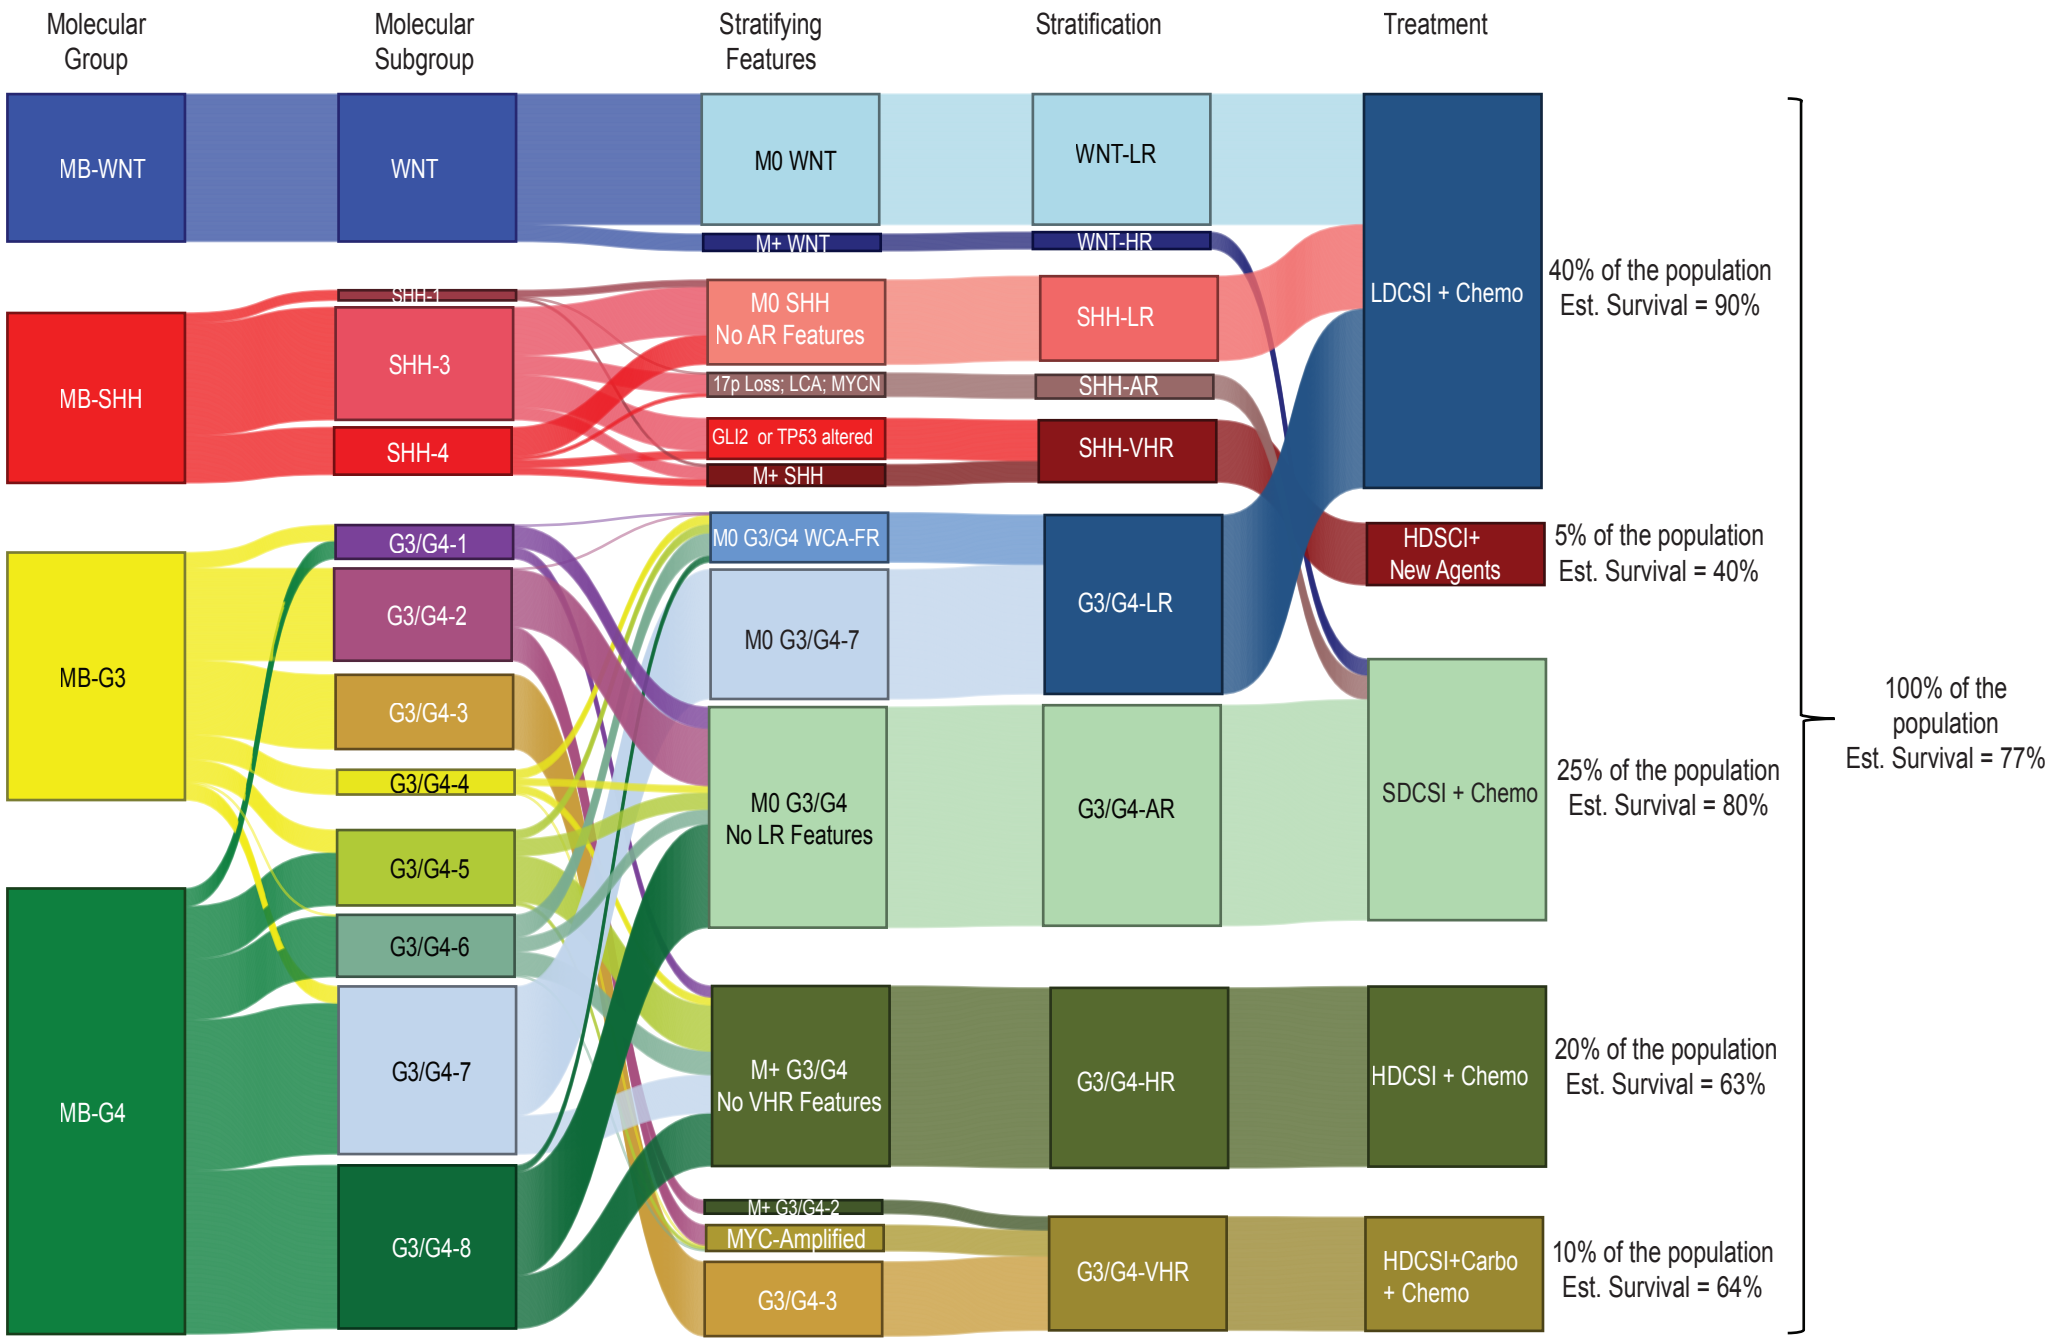 Molecular
Group
Molecular
Subgroup
Stratifying
Features
Stratification
Treatment
MB-WNT
WNT
M0 WNT
WNT-LR
M+ WNT
WNT-HR
LDCSI + Chemo
40% of the population
Est. Survival = 90%
MB-SHH
SHH-1
SHH-3
SHH-4
M0 SHH
No AR Features
SHH-LR
17p Loss; LCA; MYCN
SHH-AR
GLI2 or TP53 altered
SHH-VHR
M+ SHH
HDSCI+
New Agents
5% of the population
Est. Survival = 40%
MB-G3
G3/G4-1
G3/G4-2
G3/G4-3
G3/G4-4
G3/G4-5
G3/G4-6
G3/G4-7
G3/G4-8
MB-G4
M0 G3/G4 WCA-FR
M0 G3/G4-7
G3/G4-LR
M0 G3/G4
No LR Features
G3/G4-AR
SDCSI + Chemo
25% of the population
Est. Survival = 80%
M+ G3/G4
No VHR Features
G3/G4-HR
HDCSI + Chemo
20% of the population
Est. Survival = 63%
M+ G3/G4-2
MYC-Amplified
G3/G4-3
G3/G4-VHR
HDCSI+Carbo
+ Chemo
10% of the population
Est. Survival = 64%
100% of the
population
Est. Survival = 77%